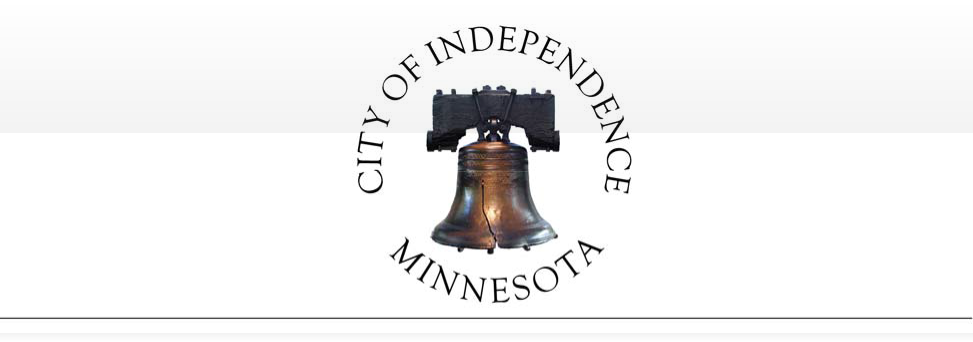 CITY OF INDEPENDENCE
MINNESOTA